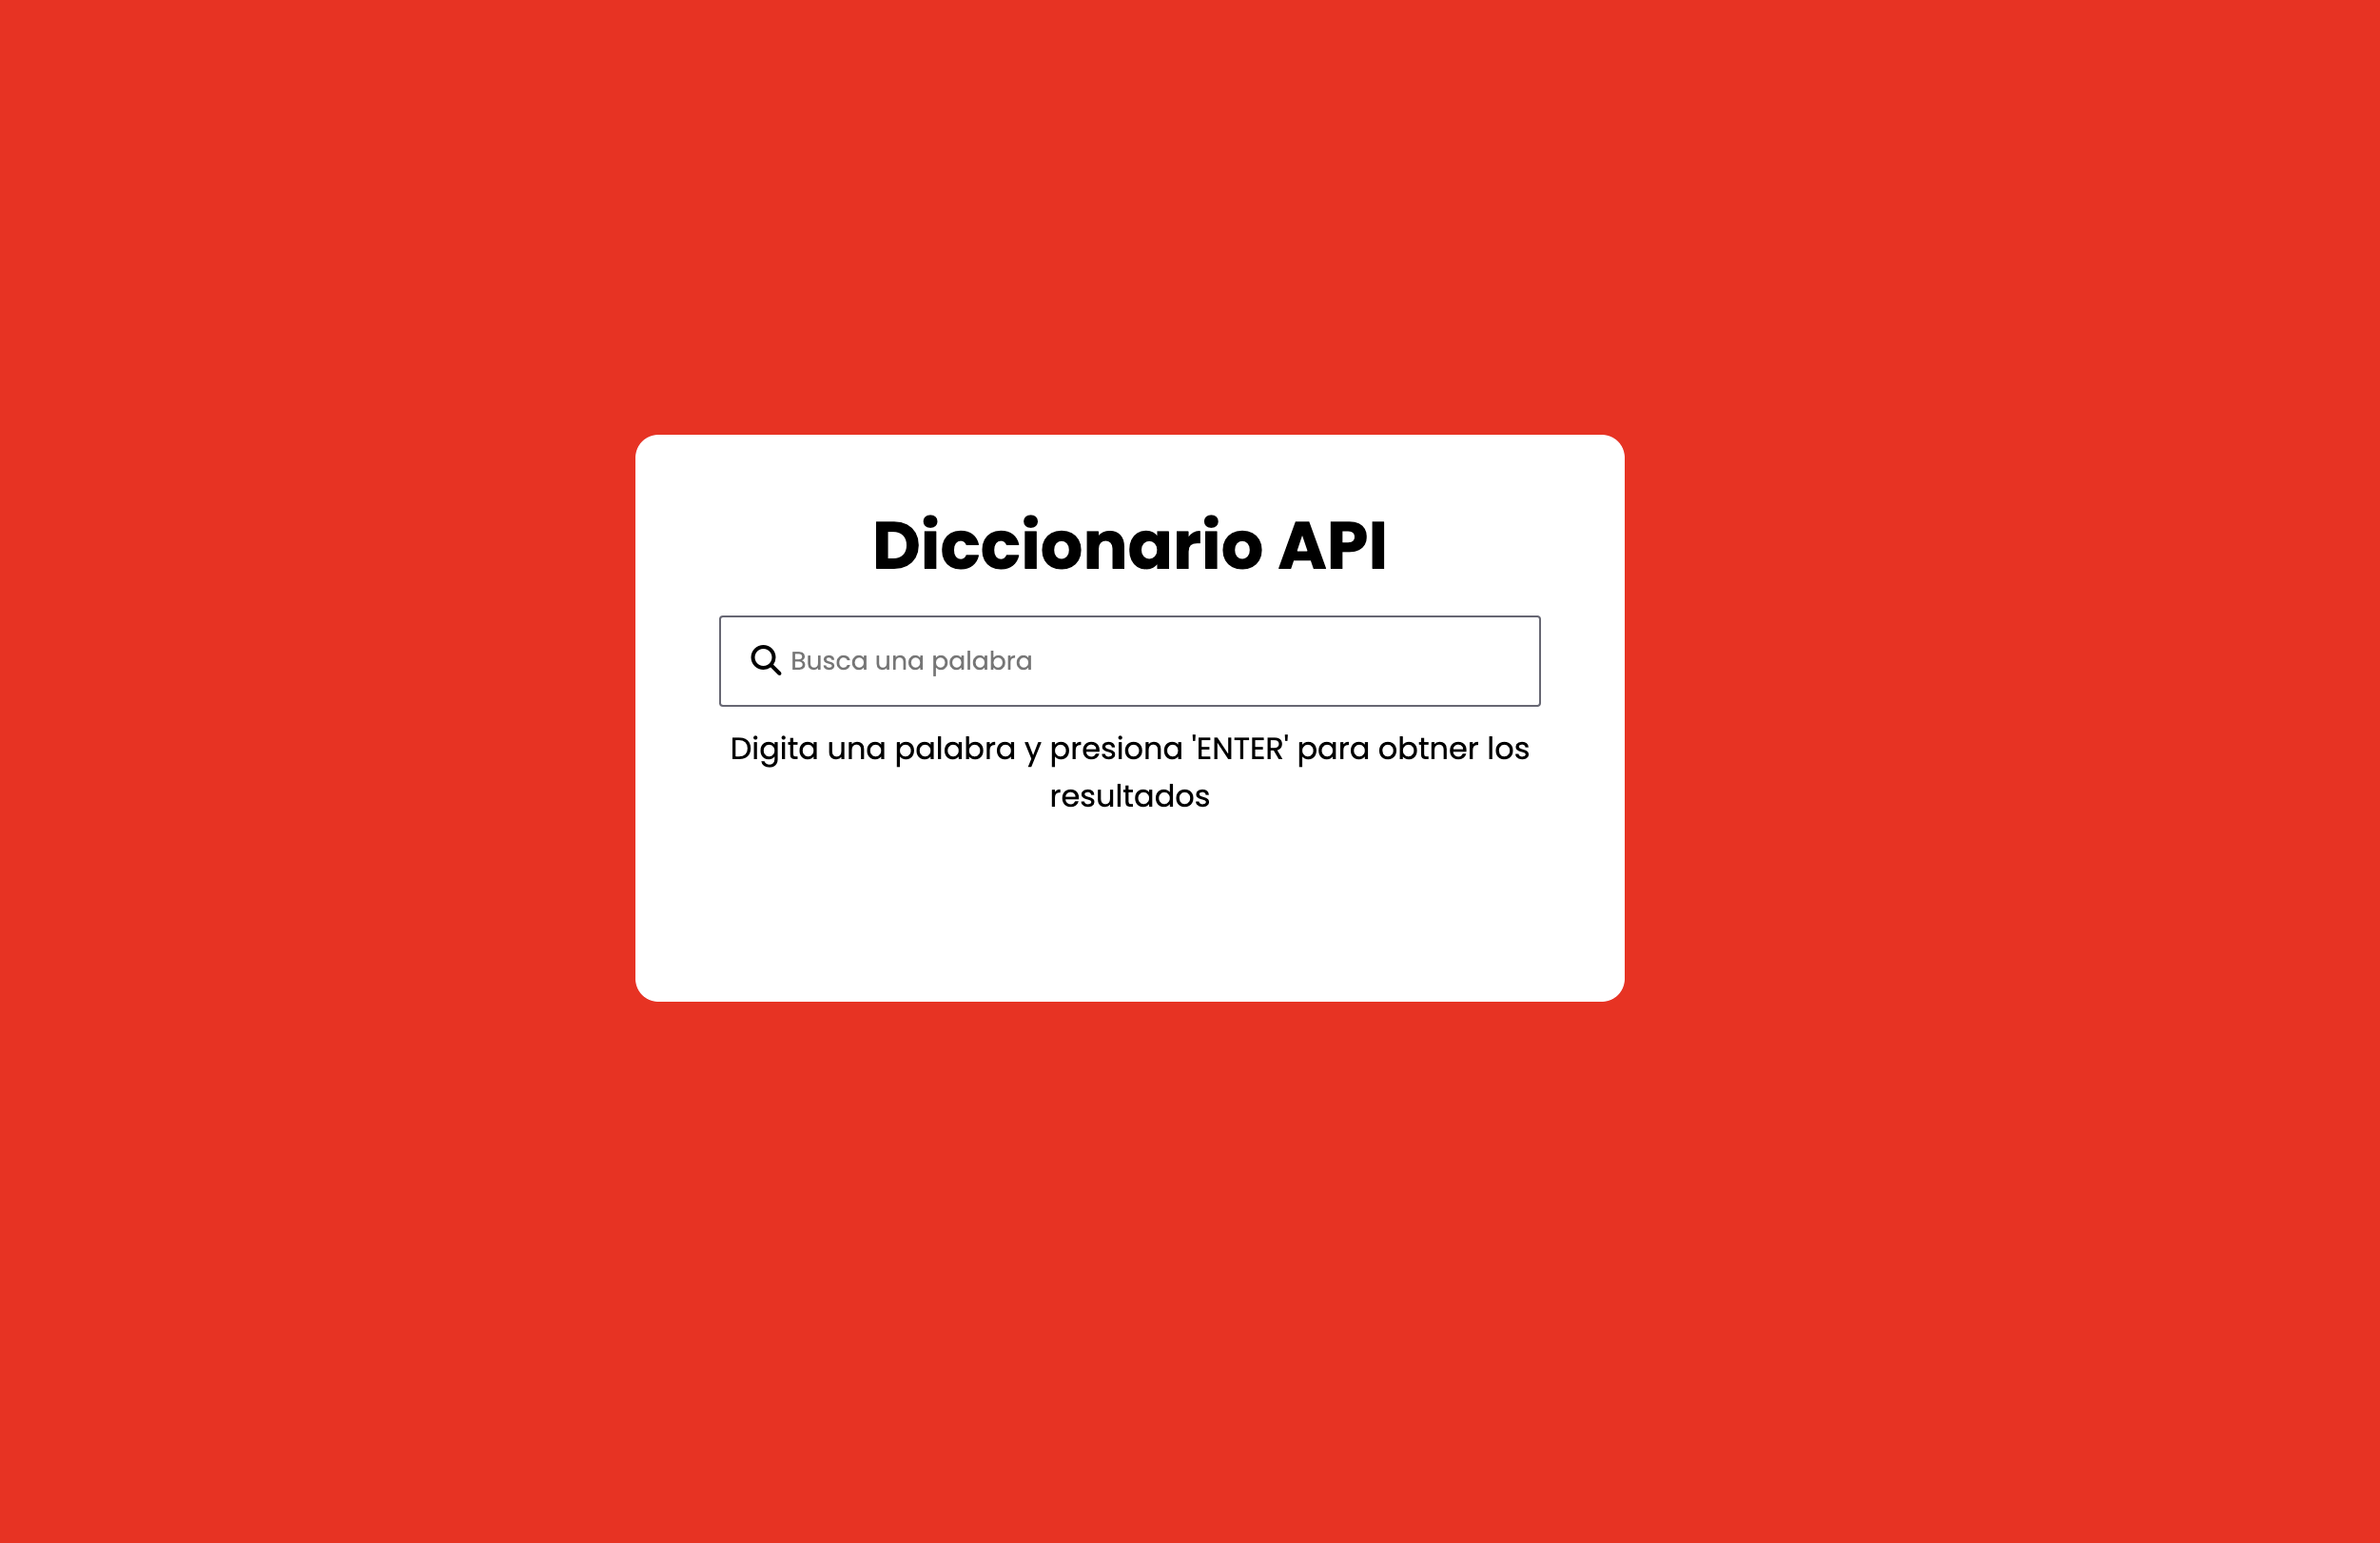 Diccionario API
Busca una palabra
Digita una palabra y presiona 'ENTER' para obtner los
resultados